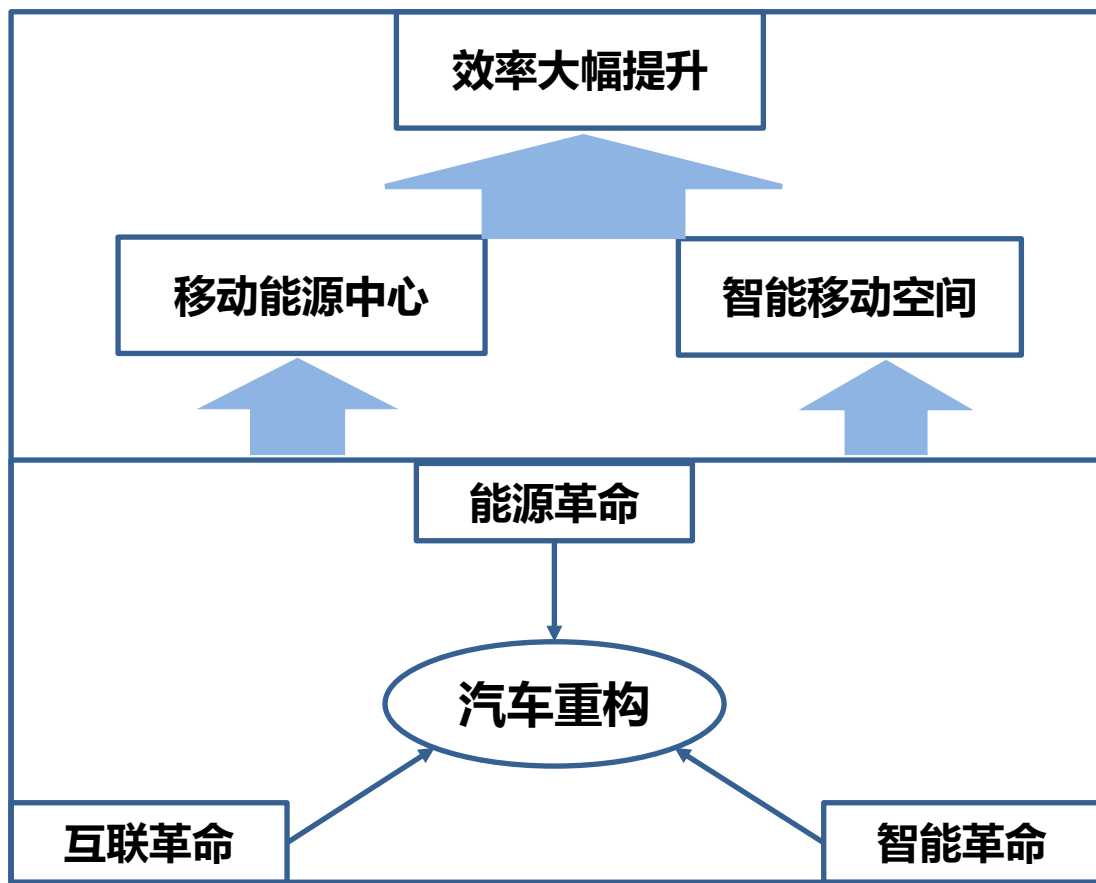 效率大幅提升
移动能源中心
智能移动空间
能源革命
汽车重构
互联革命
智能革命